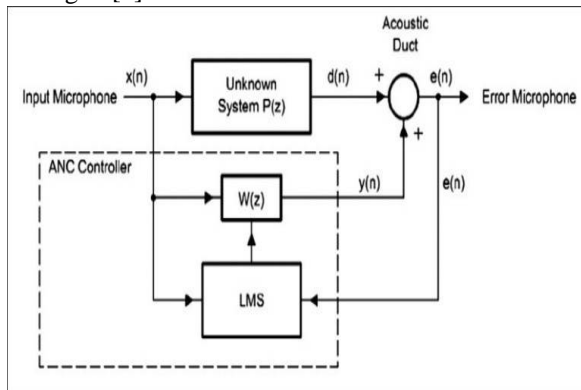 Acoustic
Duct
x(n)
d(n)
e(n)
+
Input Microphone
Unknown
System P(z)
Error Microphone
+
ANC Controller
y(n)
e(n)
W(z)
LMS